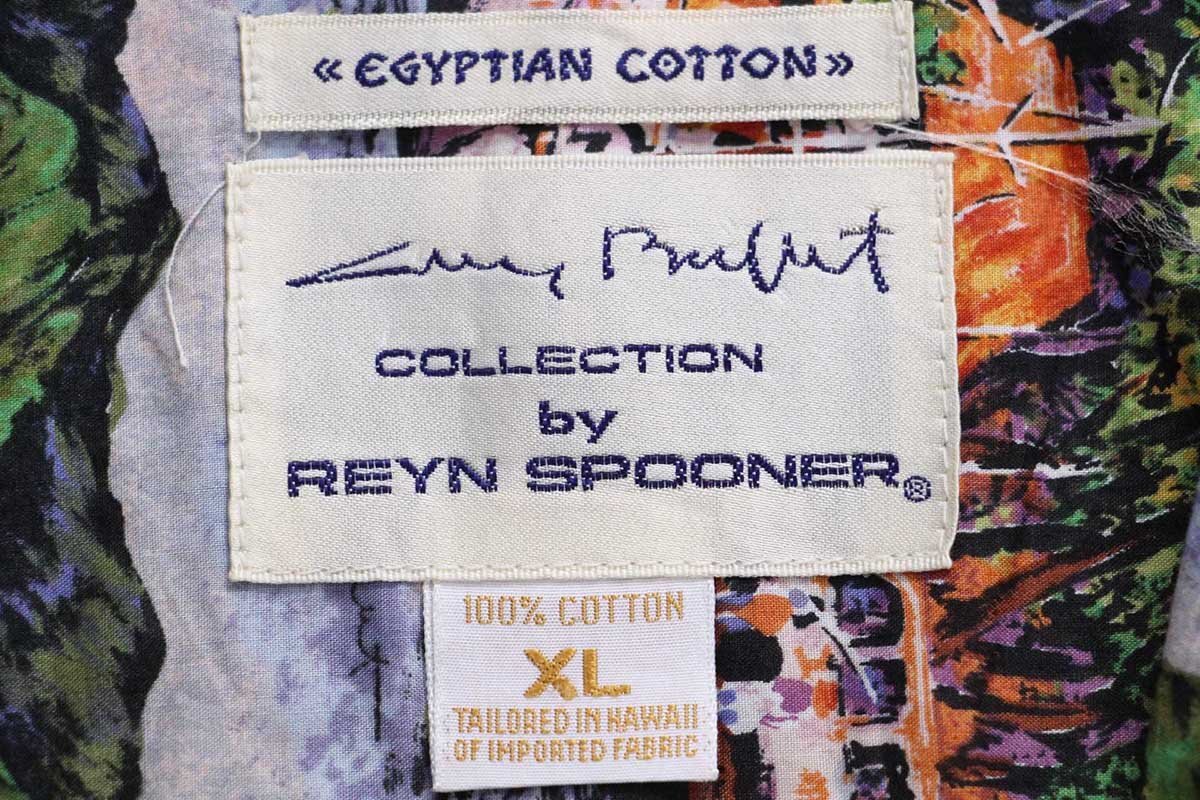 «EGYPTIAN COTTON»
COLLECTION
by
REYN SPOONER®
100% COTTON
XL
TAILORED IN HAWAII
OF IMPORTED FABRIC